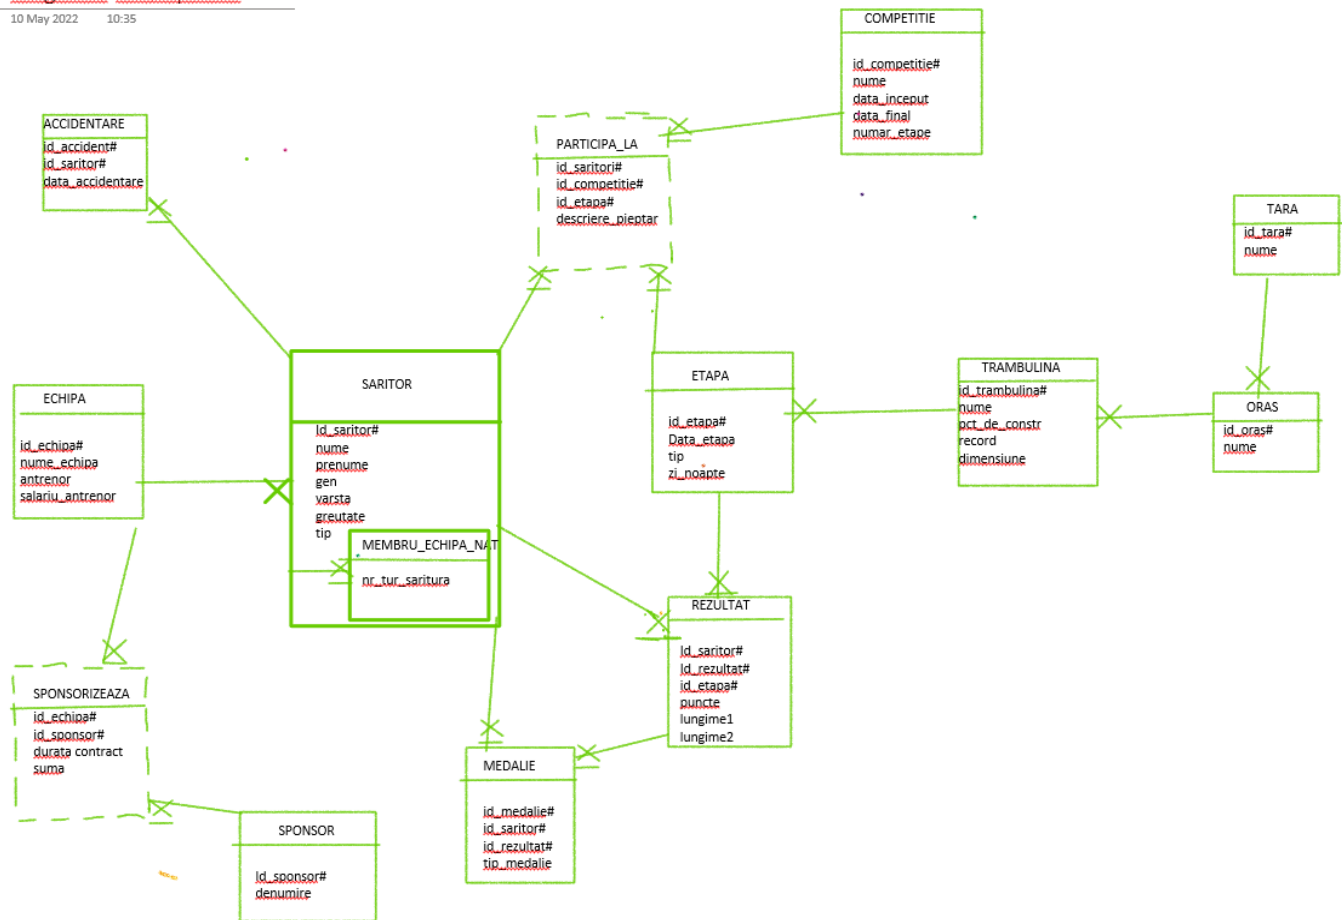 10 May 2022 10:35
COMPETITIE
id_competitie#
nume
data_inceput
data_final
numar_etape
ACCIDENTARE
id_accident#
id_saritor#
data_accidentare
PARTICIPA_LA
id_saritori#
id_competitie#
id_etapa#
descriere_pieptar
TARA
id_tara#
nume
SARITOR
Id_saritor#
nume
prenume
gen
varsta
greutate
tip
MEMBRU_ECHIPA_NAT
nr_tur_saritura
ECHIPA
id_echipa#
nume_echipa
antrenor
salariu_antrenor
ETAPA
id_etapa#
Data_etapa
tip
zi_noapte
TRAMBULINA
id_trambulina#
nume
pct_de_constr
record
dimensiune
ORAS
id_oras#
nume
REZULTAT
Id_saritor#
Id_rezultat#
id_etapa#
puncte
lungime1
lungime2
SPONSORIZEAZA
id_echipa#
id_sponsor#
durata contract
suma
MEDALIE
id_medalie#
id_saritor#
id_rezultat#
tip_medalie
SPONSOR
Id_sponsor#
denumire